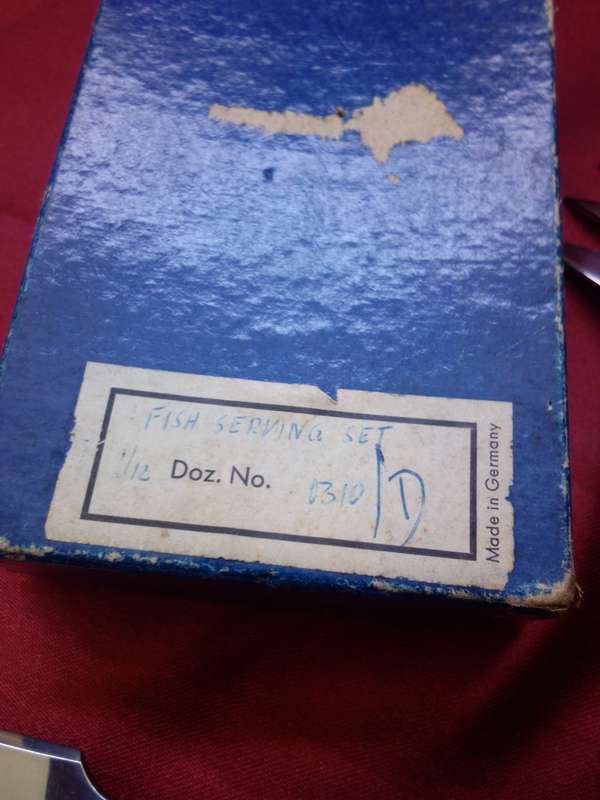 FISH SERVING SET
1/12 Doz. No. 0310 D
Made in Germany